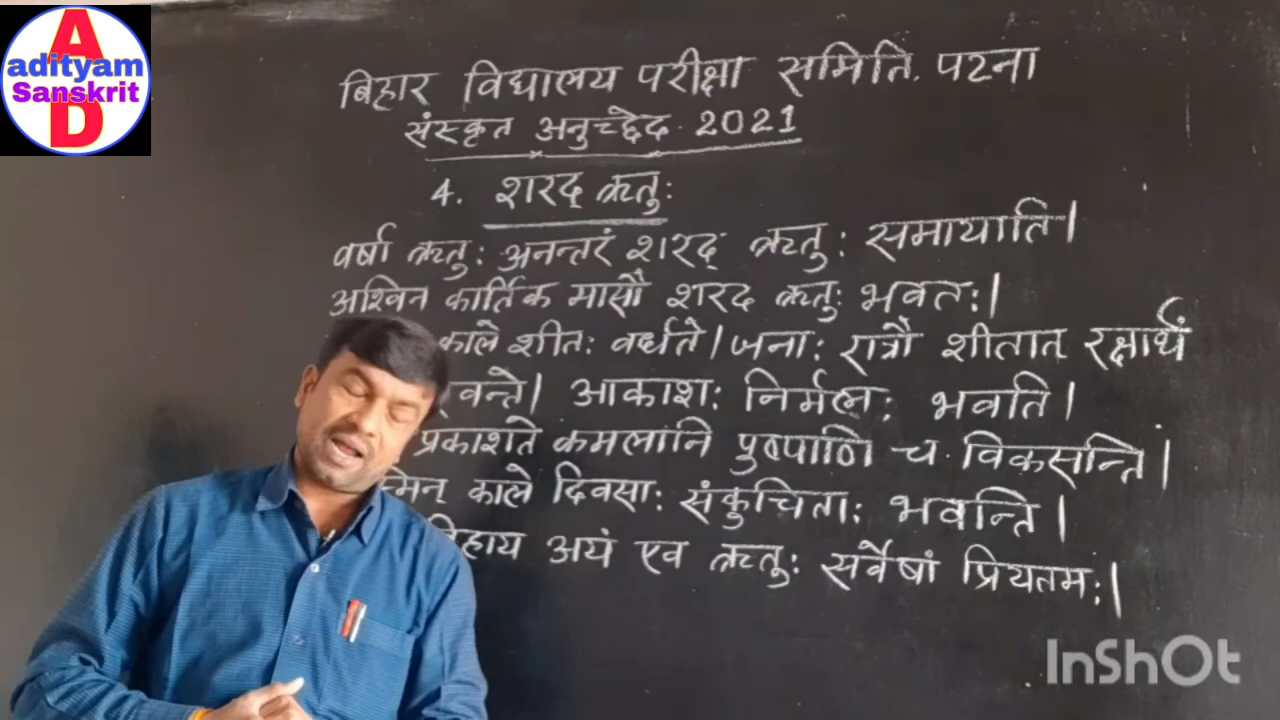 A
adityam
Sanskrit
D
बिहार विद्यालय परीक्षा समिति. पटना
संस्कृत अनुच्छेद. 2021
4. शरद् ऋतु:
वर्षा ऋतु: अनन्तरं शरद् ऋतु: समायाति।
अश्विन कार्तिक मासौ शरद ऋतु: भवत:।
काले शीत: वर्धते। जना: रात्रौ शीतात् रक्षार्थं
आकाश: निर्मल: भवति।
प्रकाशते कमलानि पुष्पाणि च विकसन्ति।
काले दिवसा: संकुचिता: भवन्ति।
अयं एव ऋतु: सर्वेषां प्रियतम:।
InShOt